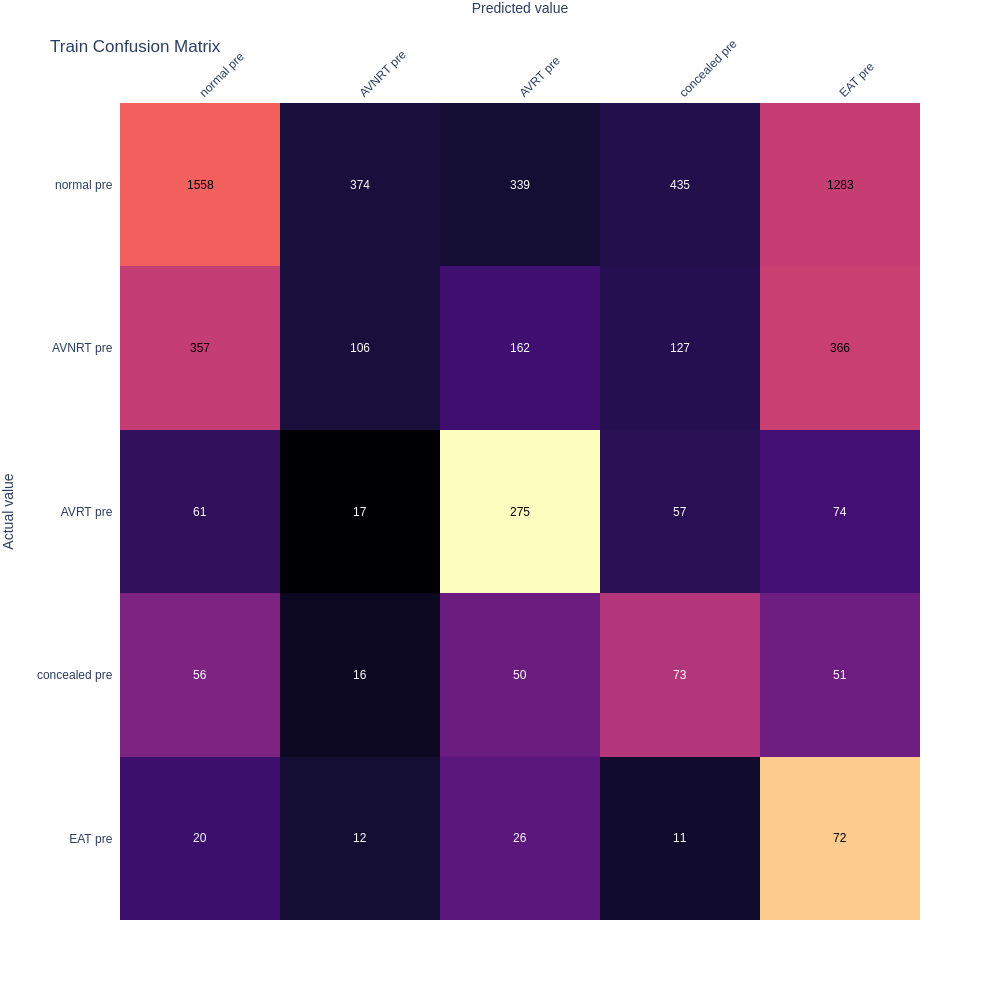 Predicted value
Train Confusion Matrix
normal pre
AVNRT pre
AVRT pre
concealed pre
EAT pre
normal pre 1558 374 339 435 1283
AVNRT pre 357 106 162 127 366
Actual value
AVRT pre 61 17 275 57 74
concealed pre 56 16 50 73 51
EAT pre 20 12 26 11 72